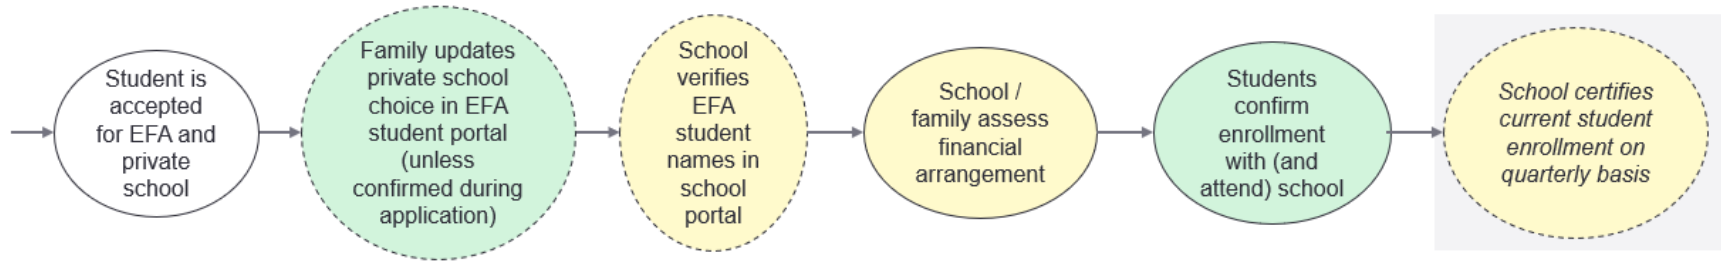 Student is
accepted
for EFA and
private
school
Family updates
private school
choice in EFA
student portal
(unless
confirmed during
application)
School
verifies
EFA
student
names in
school
portal
School /
family assess
financial
arrangement
Students
confirm
enrollment
with (and
attend) school
School certifies
current student
enrollment on
quarterly basis